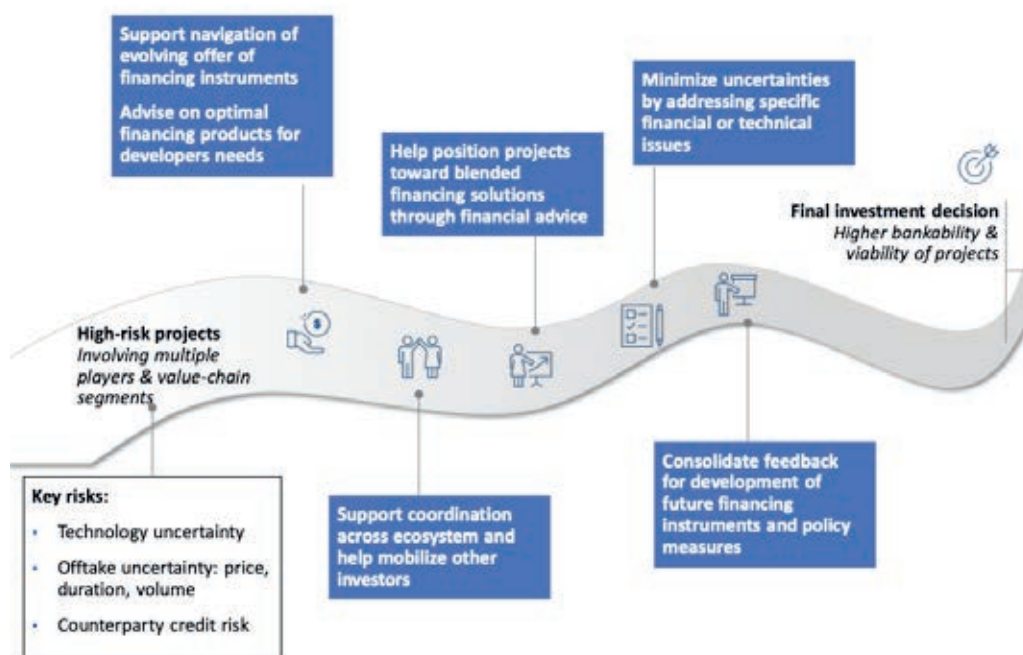 Support navigation of
evolving offer of
financing instruments
Advise on optimal
financing products for
developers needs
Help position projects
toward blended
financing solutions
through financial advice
Minimize uncertainties
by addressing specific
financial or technical
issues
Final investment decision
Higher bankability &
viability of projects
$
High-risk projects
Involving multiple
players & value-chain
segments
Key risks:
• Technology uncertainty
• Offtake uncertainty: price,
duration, volume
• Counterparty credit risk
Support coordination
across ecosystem and
help mobilize other
investors
Consolidate feedback
for development of
future financing
instruments and policy
measures